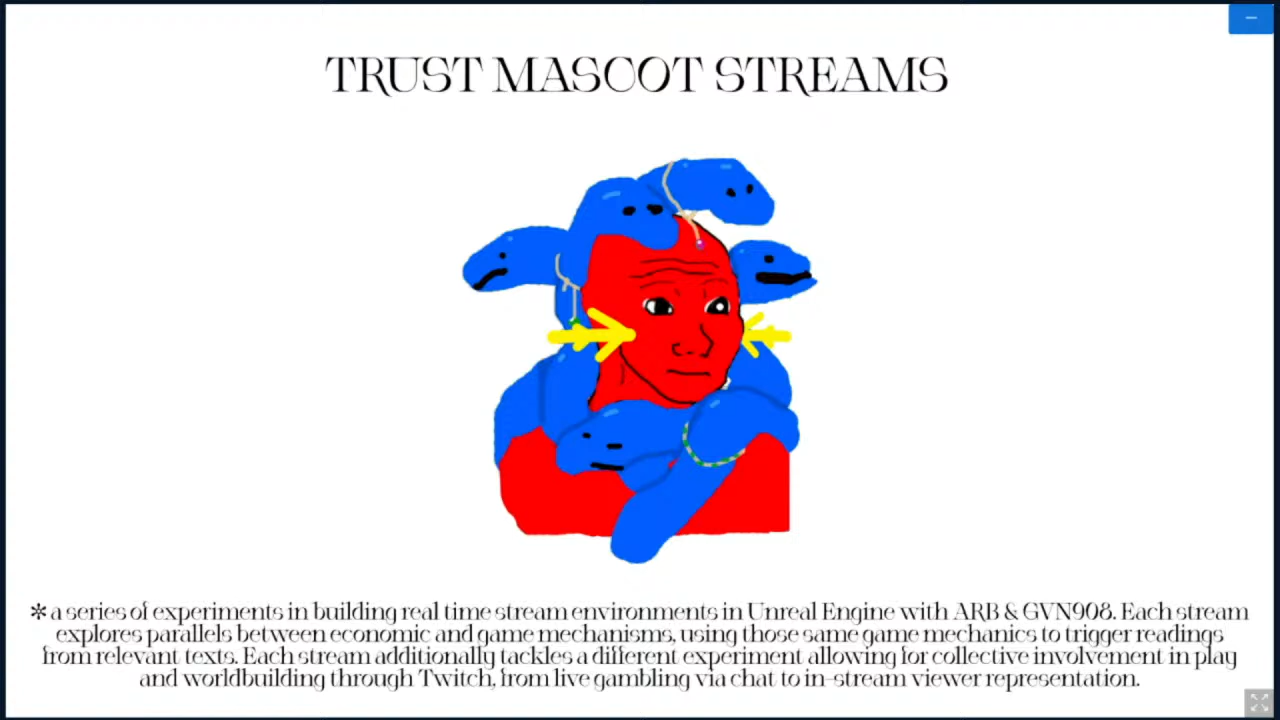 TRUST MASCOT STREAMS
✼ a series of experiments in building real time stream environments in Unreal Engine with ARB & GVN908. Each stream
explores parallels between economic and game mechanisms, using those same game mechanics to trigger readings
from relevant texts. Each stream additionally tackles a different experiment allowing for collective involvement in play
and worldbuilding through Twitch, from live gambling via chat to in-stream viewer representation.